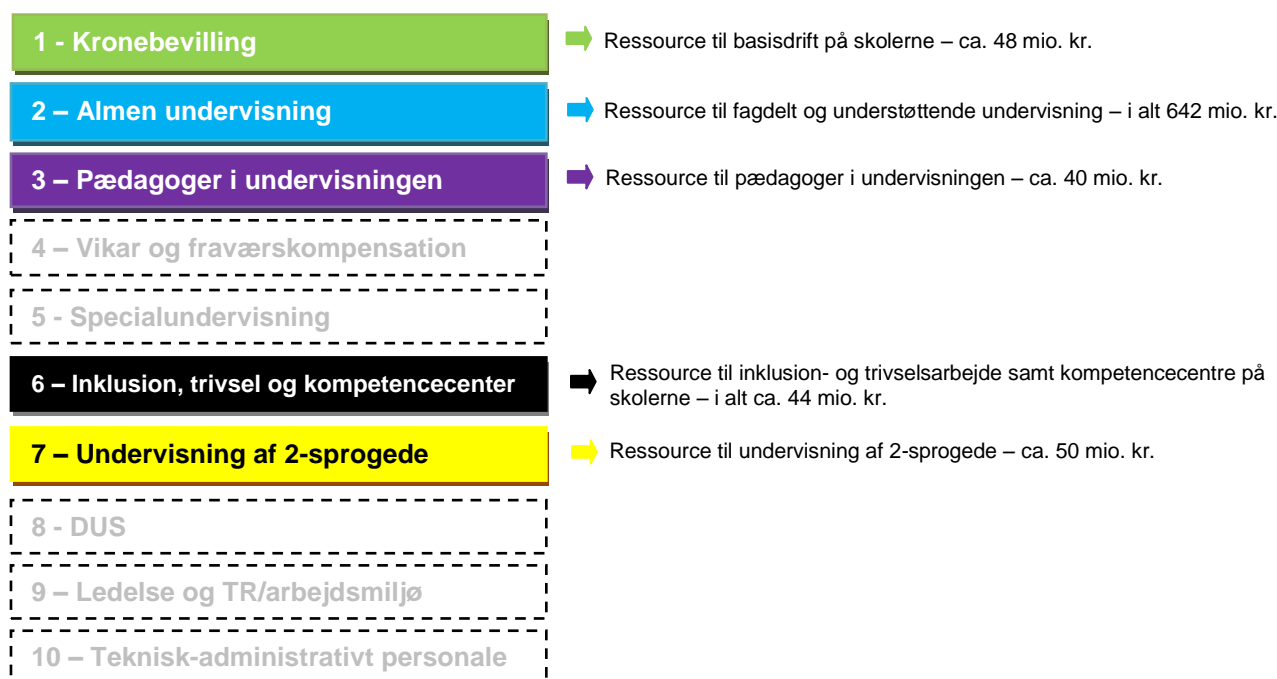 1 - Kronebevilling
Ressource til basisdrift på skolerne – ca. 48 mio. kr.
2 – Almen undervisning
Ressource til fagdelt og understøttende undervisning – i alt 642 mio. kr.
3 – Pædagoger i undervisningen
Ressource til pædagoger i undervisningen – ca. 40 mio. kr.
4 – Vikar og fraværskompensation
5 - Specialundervisning
6 – Inklusion, trivsel og kompetencecenter
Ressource til inklusion- og trivselsarbejde samt kompetencecentre på
skolerne – i alt ca. 44 mio. kr.
7 – Undervisning af 2-sprogede
Ressource til undervisning af 2-sprogede – ca. 50 mio. kr.
8 - DUS
9 – Ledelse og TR/arbejdsmiljø
10 – Teknisk-administrativt personale